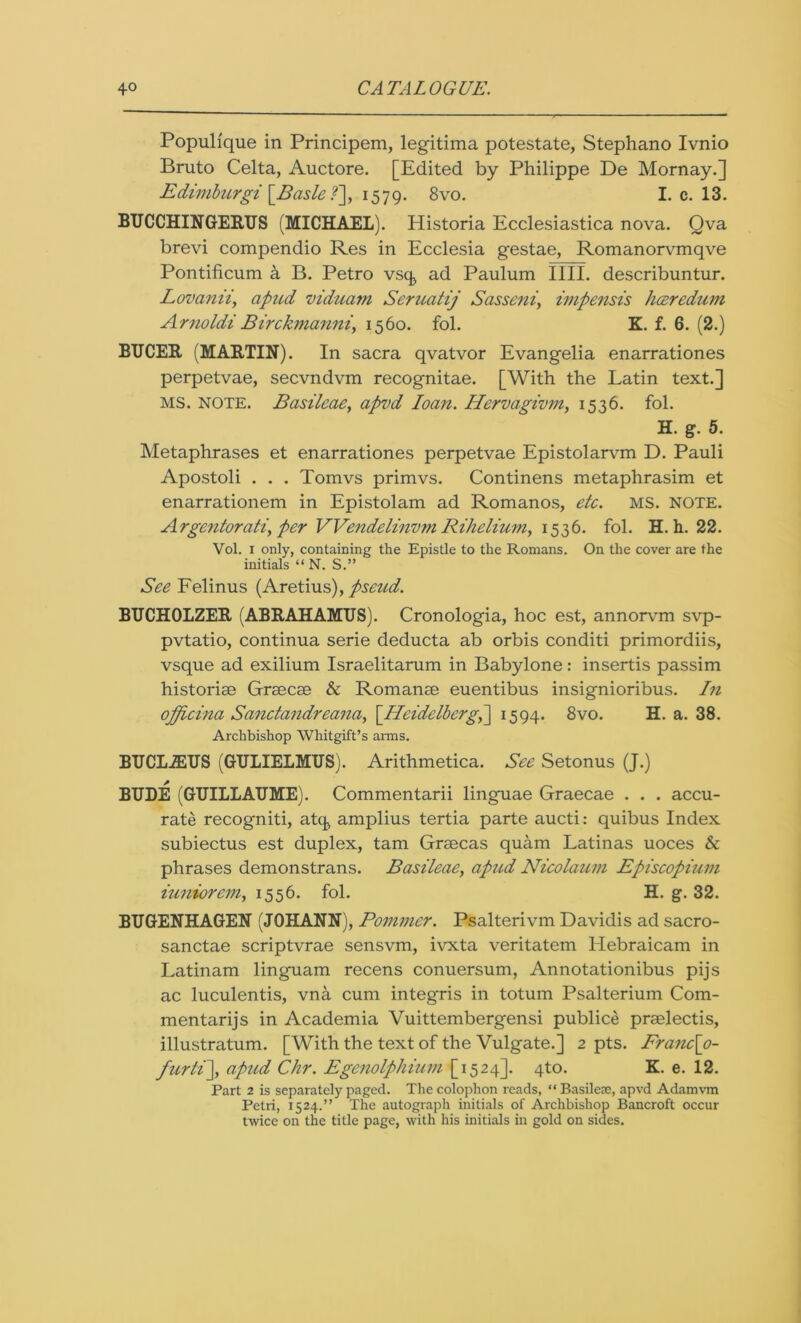 40 CATALOGUE.
Populíque in Principem, legitima potestate, Stephano Ivnio
Bruto Celta, Auctore. [Edited by Philippe De Mornay.]
Edimburgi [Basle?], 1579. 8vo. I. c. 13.
BUCCHINGERUS (MICHAEL). Historia Ecclesiastica nova. Qva
brevi compendio Res in Ecclesia gestae, Romanorvmqve
Pontificum à B. Petro vsq̧ ad Paulum IIII. describuntur.
Lovanii, apud viduam Seruatij Sasseni, impensis hæredum
Arnoldi Birckmanni, 1560. fol. K. f. 6. (2.)
BUCER (MARTIN). In sacra qvatvor Evangelia enarrationes
perpetvae, secvndvm recognitae. [With the Latin text.]
MS. NOTE. Basileae, apvd Ioan. Hervagivm, 1536. fol.
H. g. 5.
Metaphrases et enarrationes perpetvae Epistolarvm D. Pauli
Apostoli . . . Tomvs primvs. Continens metaphrasim et
enarrationem in Epistolam ad Romanos, etc. MS. NOTE.
Argentorati, per VVendelinvm Rihelium, 1536. fol. H. h. 22.
Vol. 1 only, containing the Epistle to the Romans. On the cover are the
initials “N. S.”
See Felinus (Aretius), pseud.
BUCHOLZER (ABRAHAMUS). Cronologia, hoc est, annorvm svp-
pvtatio, continua serie deducta ab orbis conditi primordiis,
vsque ad exilium Israelitarum in Babylone: insertis passim
historiæ Græcæ & Romanæ euentibus insignioribus. In
officina Sanctandreana, [Heidelberg,] 1594. 8vo. H. a. 38.
Archbishop Whitgift’s arms.
BUCLÆUS (GULIELMUS). Arithmetica. See Setonus (J.)
BUDÉ (GUILLAUME). Commentarii linguae Graecae . . . accu-
ratè recogniti, atq̧ amplius tertia parte aucti: quibus Index
subiectus est duplex, tam Græcas quàm Latinas uoces &
phrases demonstrans. Basileae, apud Nicolaum Episcopium
iuniorem, 1556. fol. H. g. 32.
BUGENHAGEN (JOHANN), Pommer. Psalterivm Davidis ad sacro-
sanctae scriptvrae sensvm, ivxta veritatem Hebraicam in
Latinam linguam recens conuersum, Annotationibus pijs
ac luculentis, vnà cum integris in totum Psalterium Com-
mentarijs in Academia Vuittembergensi publicè prælectis,
illustratum. [With the text of the Vulgate.] 2 pts. Franc[o-
furti], apud Chr. Egenolphium [1524]. 4to. K. e. 12.
Part 2 is separately paged. The colophon reads, “Basileæ, apvd Adamvm
Petri, 1524.” The autograph initials of Archbishop Bancroft occur
twice on the title page, with his initials in gold on sides.